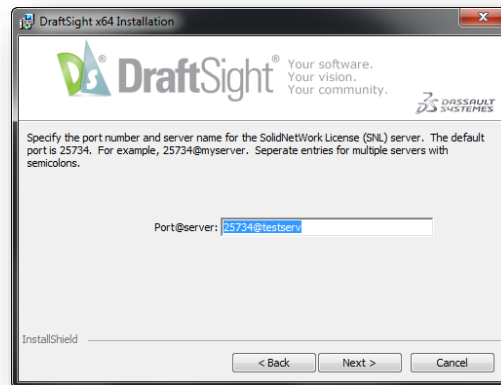 DraftSight x64 Installation
DS® DraftSight®
Your software.
Your vision.
Your community.
DASSAULT
SYSTEMES
Specify the port number and server name for the SolidNetWork License (SNL) server. The default
port is 25734. For example, 25734@myserver. Seperate entries for multiple servers with
semicolons.
Port@server: 25734@testserv
InstallShield
< Back Next > Cancel